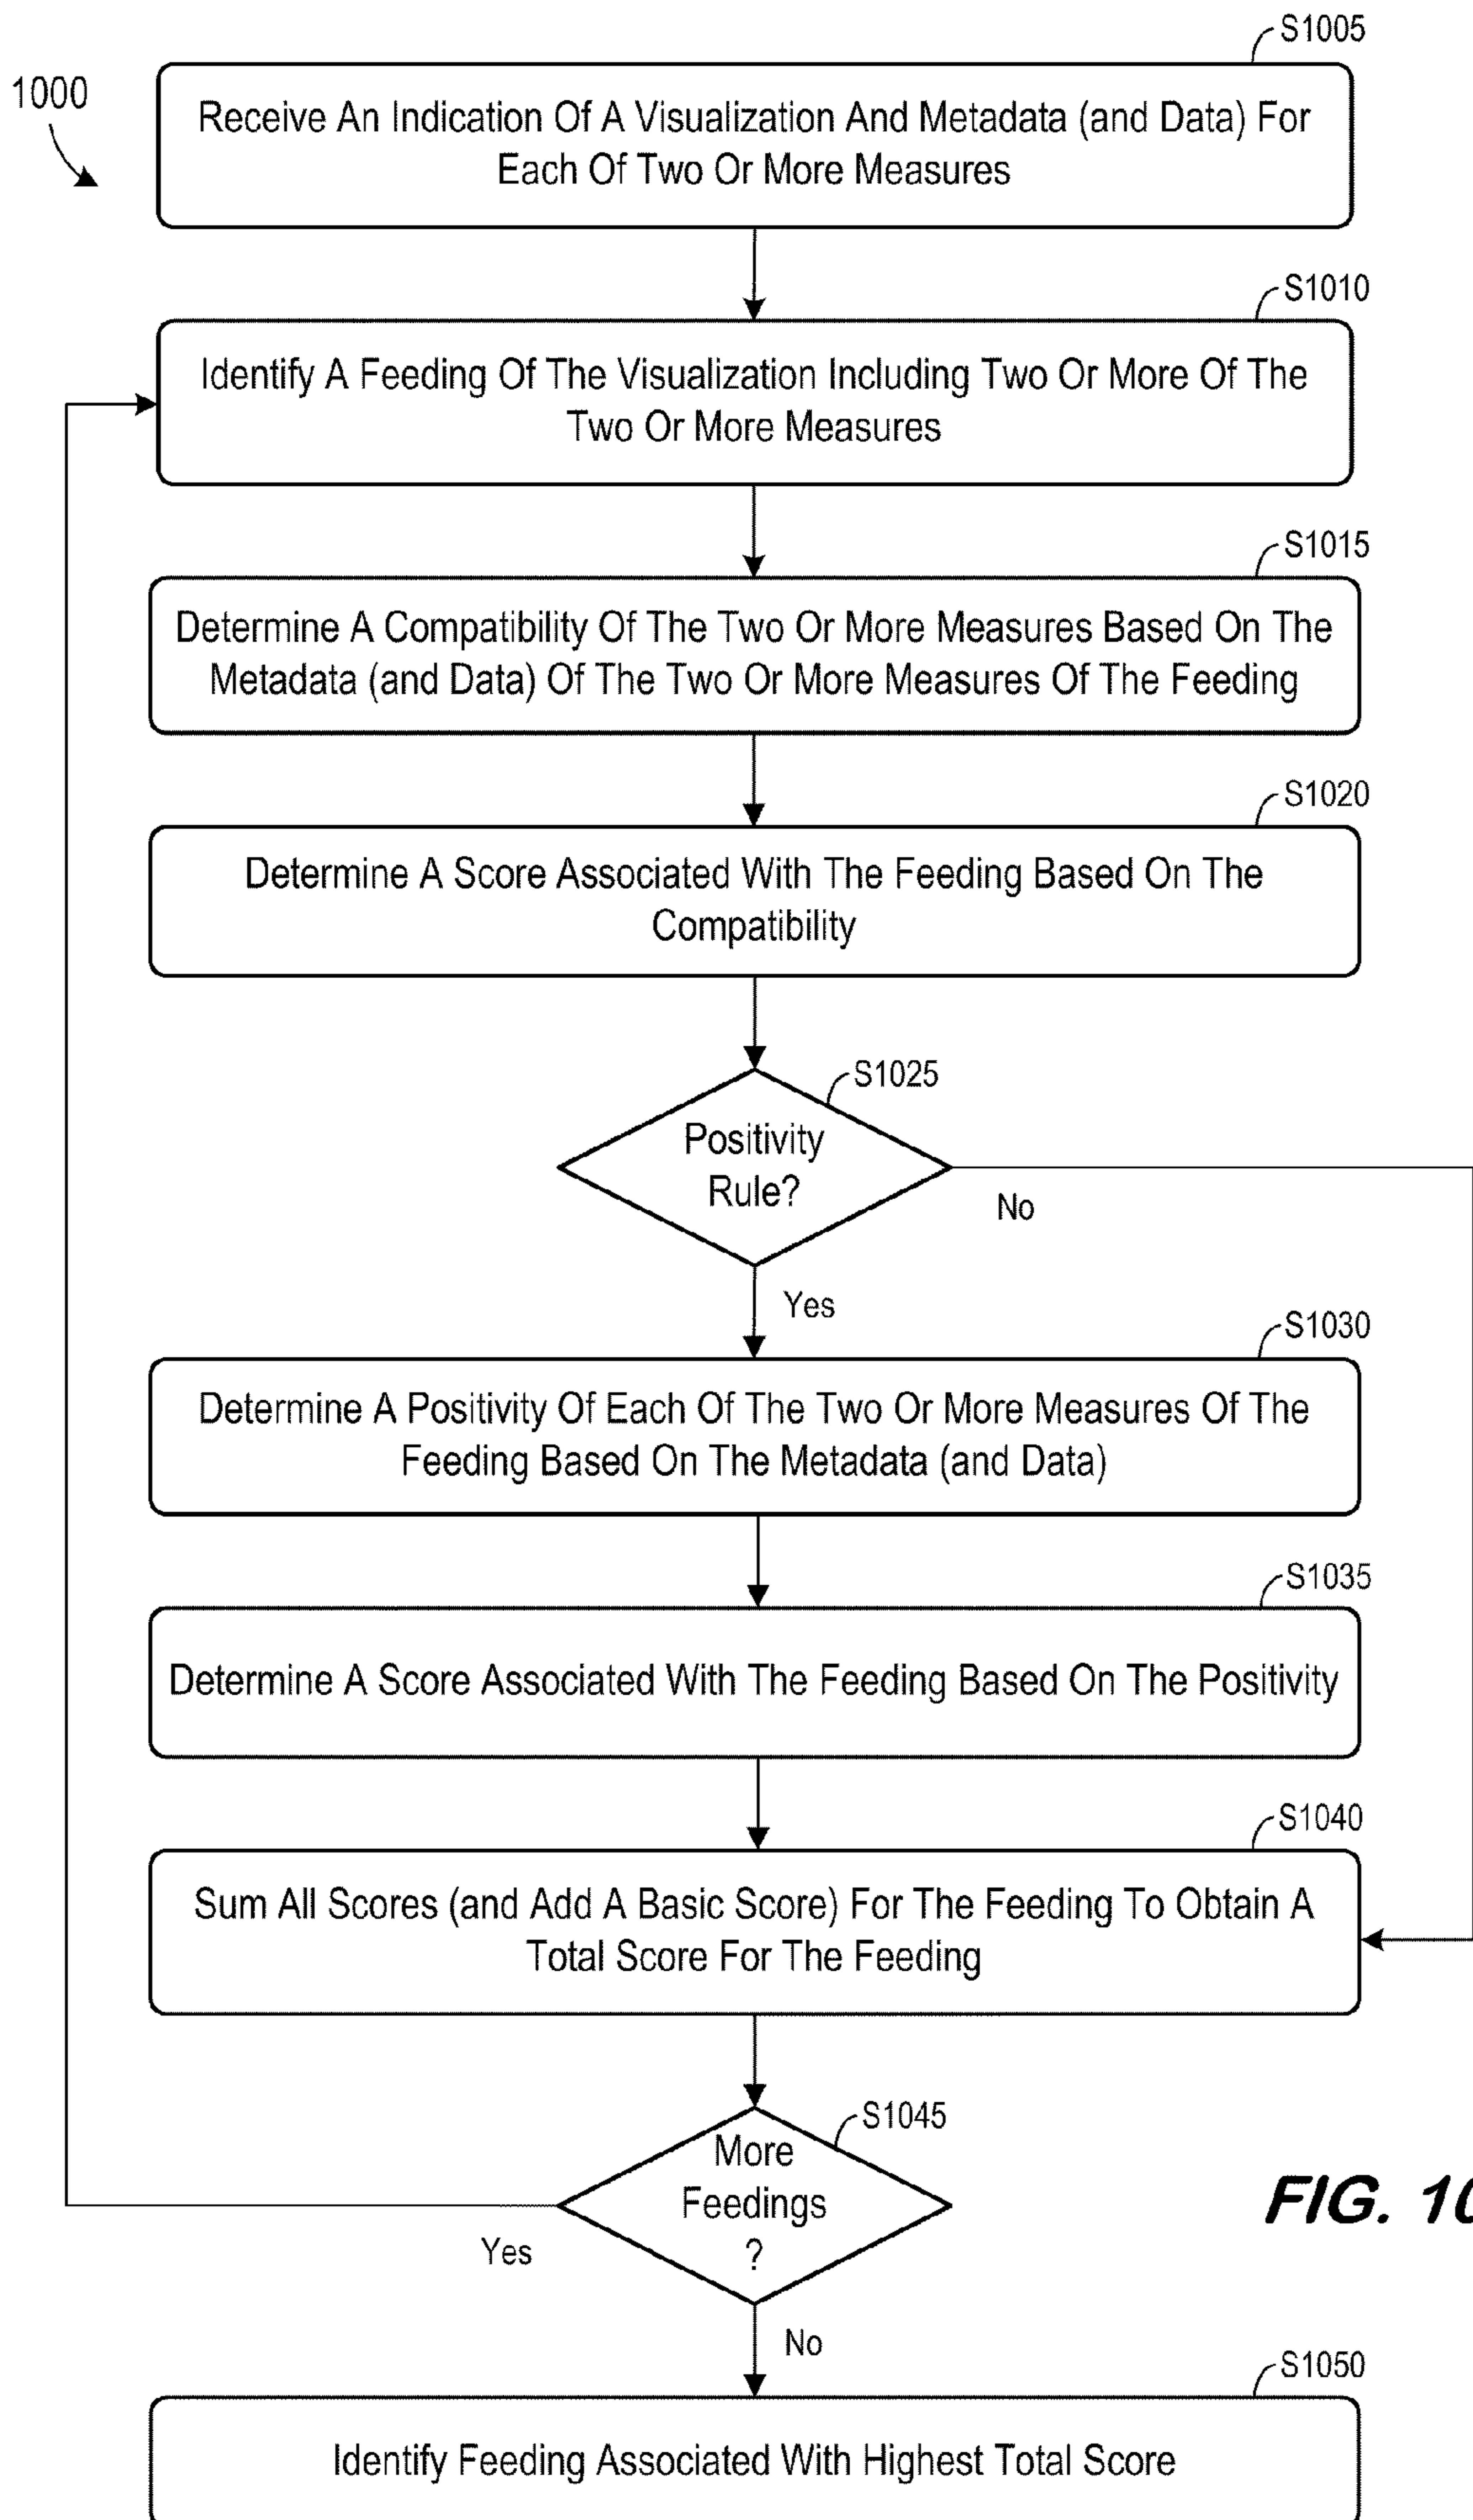 S1005
1000
Receive An Indication Of A Visualization And Metadata (and Data) For
Each Of Two Or More Measures
S1010
Identify A Feeding Of The Visualization Including Two Or More Of The
Two Or More Measures
S1015
Determine A Compatibility Of The Two Or More Measures Based On The
Metadata (and Data) Of The Two Or More Measures Of The Feeding
S1020
Determine A Score Associated With The Feeding Based On The
Compatibility
S1025
Positivity
Rule?
No
Yes
S1030
Determine A Positivity Of Each Of The Two Or More Measures Of The
Feeding Based On The Metadata (and Data)
S1035
Determine A Score Associated With The Feeding Based On The Positivity
S1040
Sum All Scores (and Add A Basic Score) For The Feeding To Obtain A
Total Score For The Feeding
S1045
More
Feedings
?
FIG. 10
Yes
No
S1050
Identify Feeding Associated With Highest Total Score